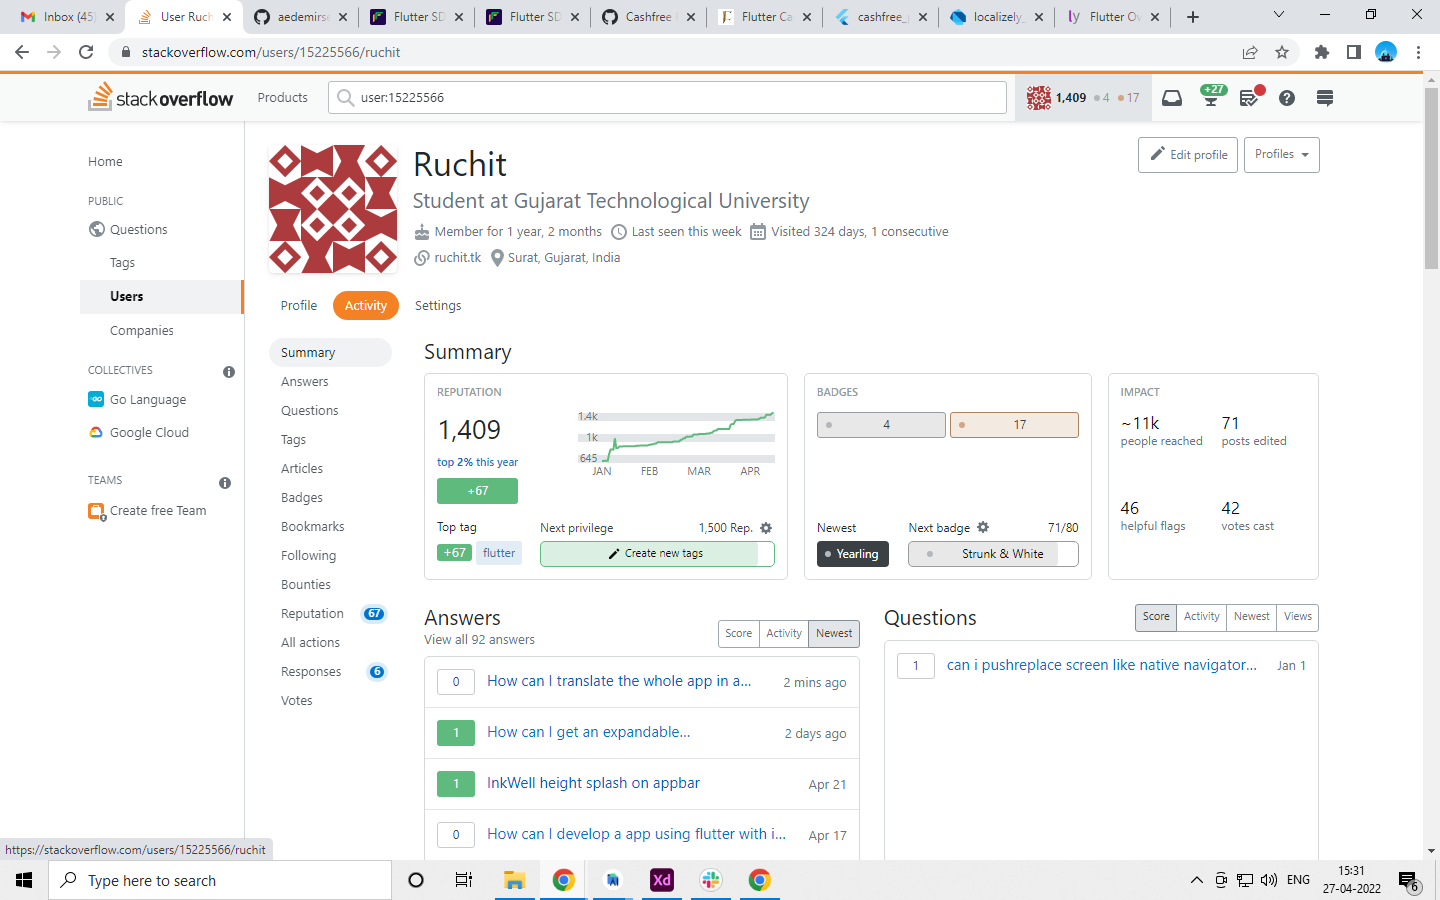 Inbox (45)
User Ruch
aedemirse
Flutter SD
Flutter SD
Cashfree
Flutter Ca
cashfree_
localizely_
Flutter Ov
stackoverflow.com/users/15225566/ruchit
stackoverflow
Products
user:15225566
1,409
4
17
+27
Home
PUBLIC
Questions
Tags
Users
Companies
COLLECTIVES
Go Language
Google Cloud
TEAMS
Create free Team
Ruchit
Student at Gujarat Technological University
Member for 1 year, 2 months
Last seen this week
Visited 324 days, 1 consecutive
ruchit.tk
Surat, Gujarat, India
Edit profile
Profiles
Profile
Activity
Settings
Summary
Answers
Questions
Tags
Articles
Badges
Bookmarks
Following
Bounties
Reputation 67
All actions
Responses 6
Votes
Summary
REPUTATION
1,409
top 2% this year
+67
1.4k
1k
645
JAN FEB MAR APR
Top tag
+67 flutter
Next privilege 1,500 Rep.
Create new tags
BADGES
4
17
Newest
Yearling
Next badge 71/80
Strunk & White
IMPACT
~11k
people reached
71
posts edited
46
helpful flags
42
votes cast
Answers
View all 92 answers
Score Activity Newest
0 How can I translate the whole app in a... 2 mins ago
1 How can I get an expandable... 2 days ago
1 InkWell height splash on appbar Apr 21
0 How can I develop a app using flutter with i... Apr 17
Questions
Score Activity Newest Views
1 can i pushreplace screen like native navigator... Jan 1
https://stackoverflow.com/users/15225566/ruchit
Type here to search
Xd
ENG
15:31
27-04-2022
6